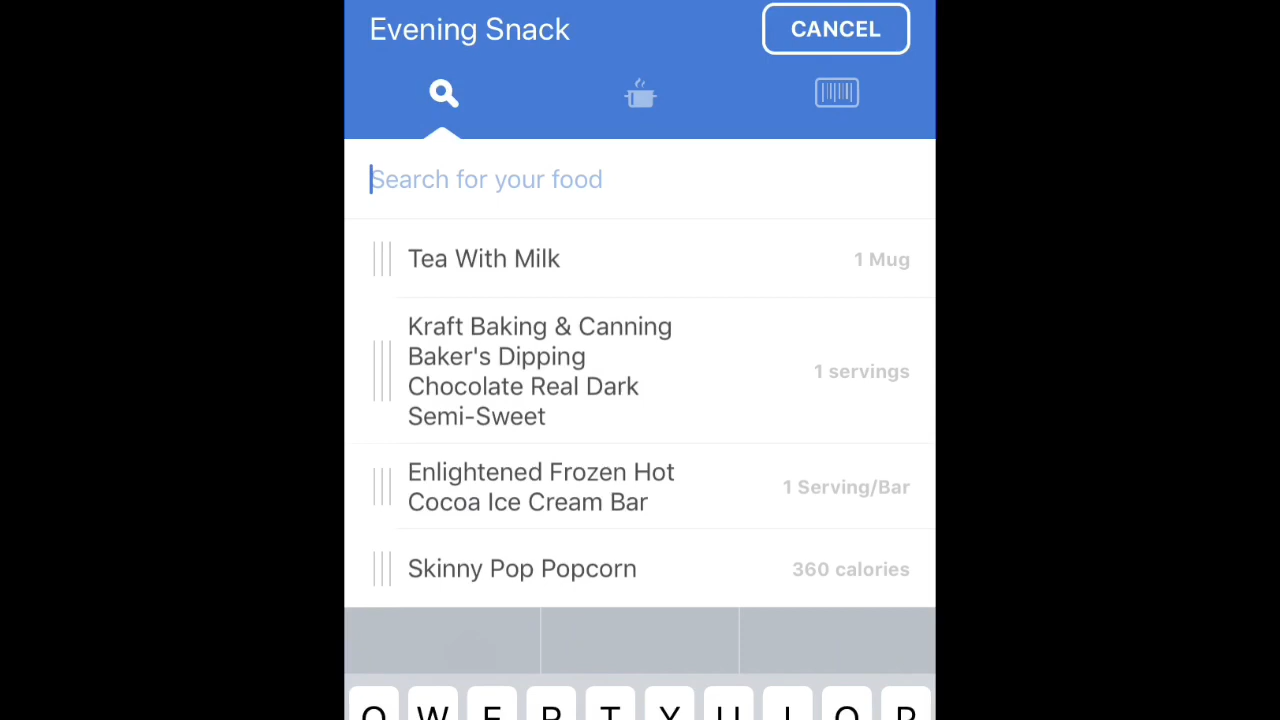 Evening Snack
CANCEL
Search for your food
Tea With Milk
1 Mug
Kraft Baking & Canning
Baker's Dipping
Chocolate Real Dark
Semi-Sweet
1 servings
Enlightened Frozen Hot
Cocoa Ice Cream Bar
1 Serving/Bar
Skinny Pop Popcorn
360 calories
Q W E R T Y U I O P